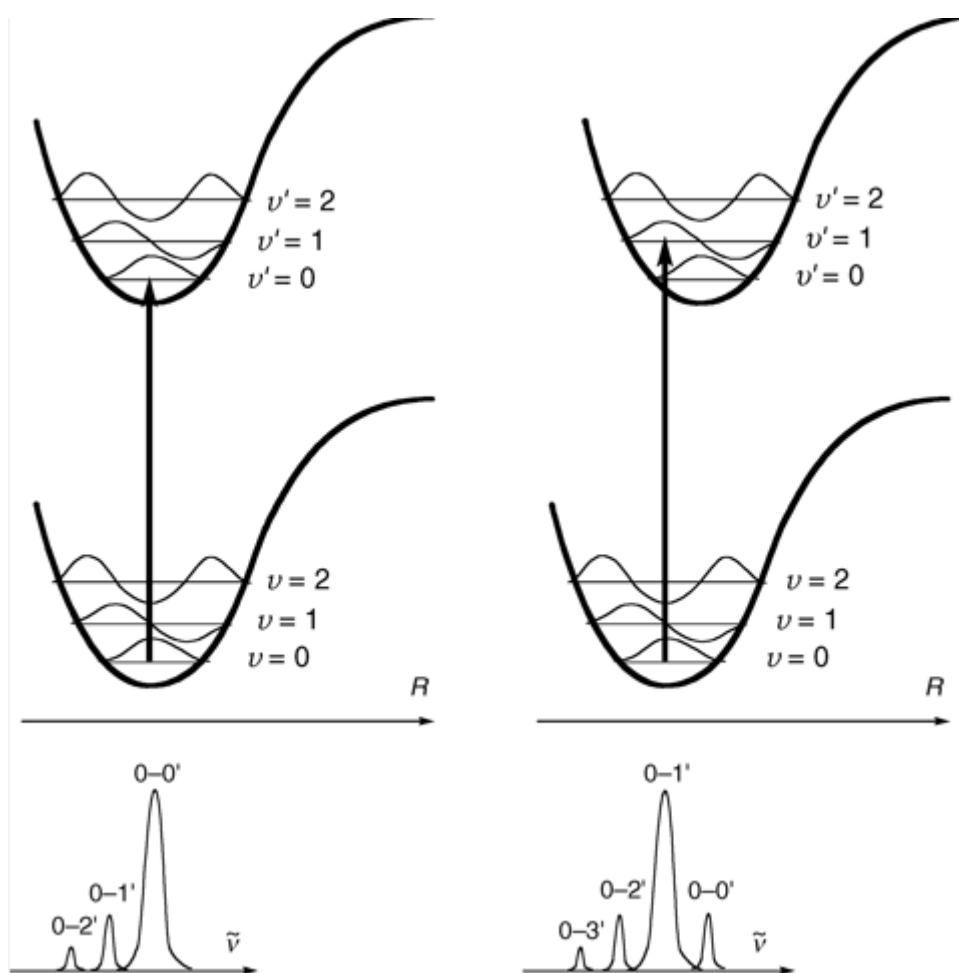 υ' = 2
υ' = 1
υ' = 0
υ = 2
υ = 1
υ = 0
R
0–0'
0–1'
0–2'
ν̃
υ' = 2
υ' = 1
υ' = 0
υ = 2
υ = 1
υ = 0
R
0–1'
0–2'
0–0'
0–3'
ν̃